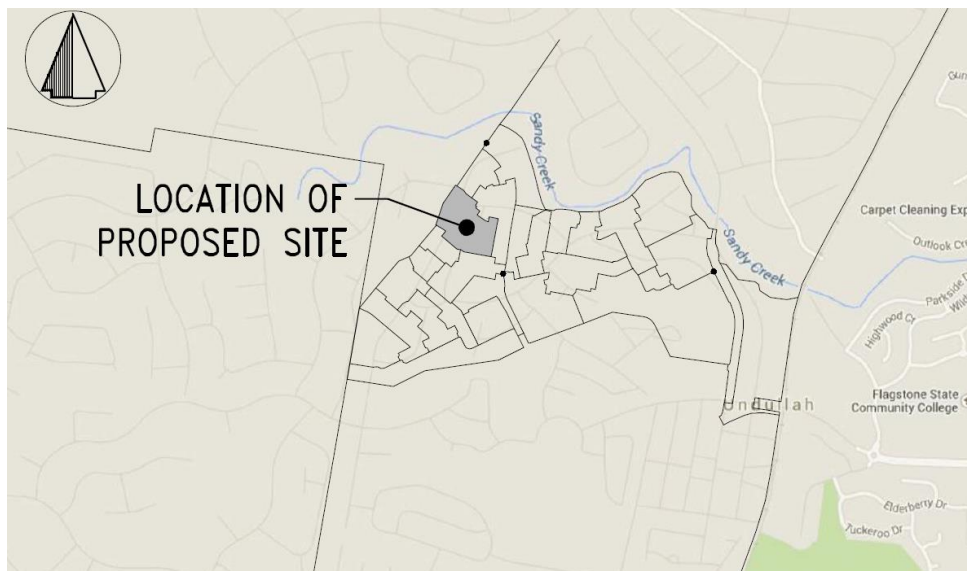 Sandy Creek
LOCATION OF
PROPOSED SITE
Carpet Cleaning Exp
Outlook Cr
Sandy Creek
Parkside
Highwood Ct
Flagstone State
Community College
Undullah
Elderberry Dr
Tuckeroo Dr